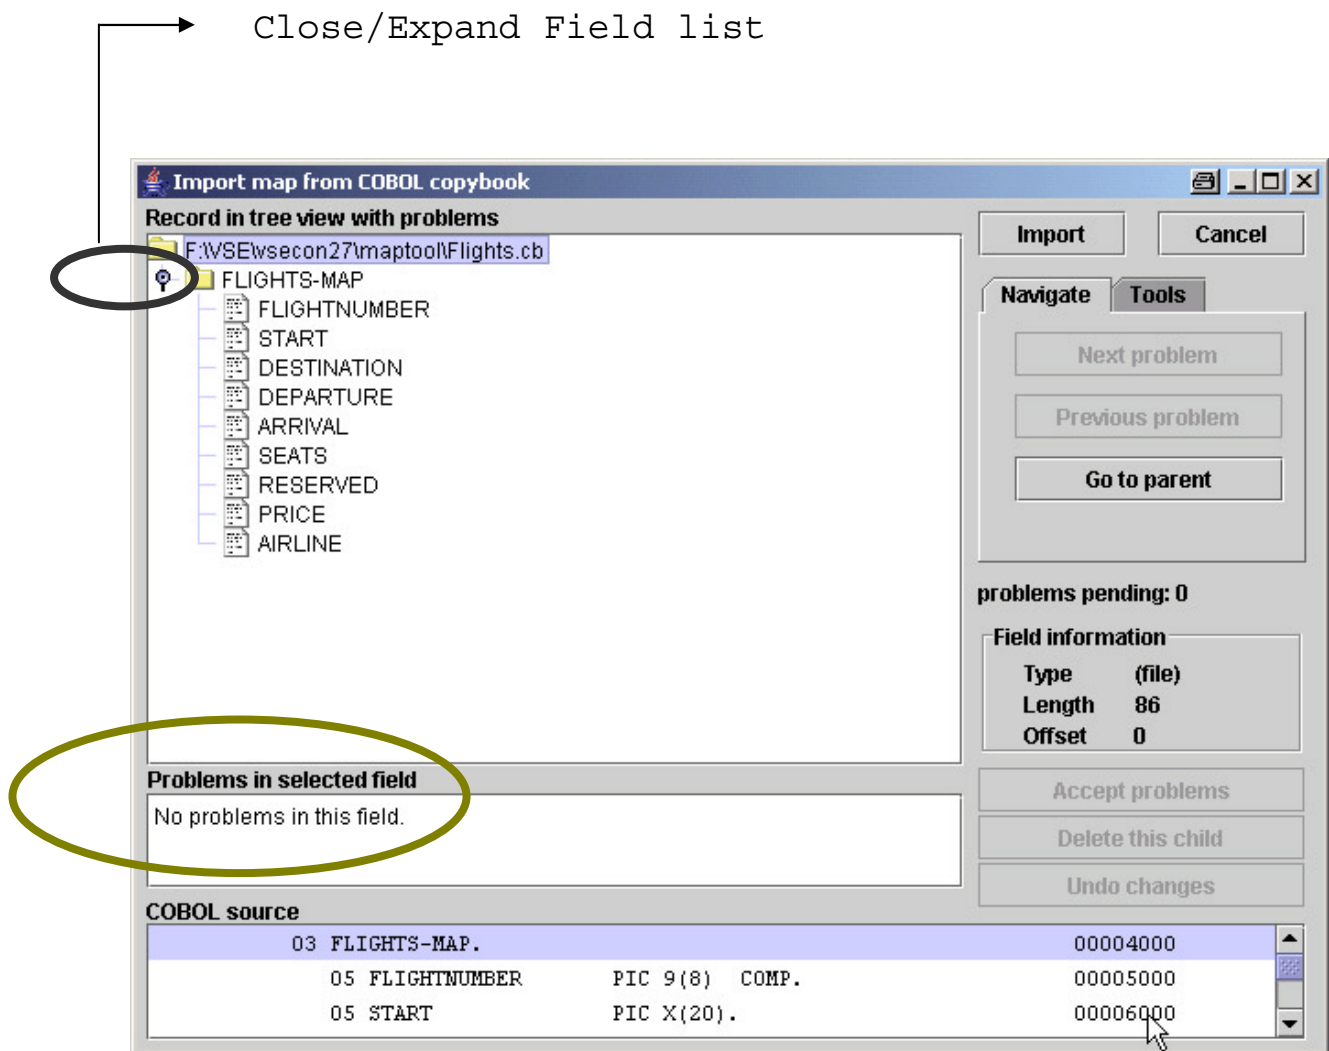 Close/Expand Field list
Import map from COBOL copybook
Record in tree view with problems
F:\VSE\vsecon27\maptool\Flights.cb
FLIGHTS-MAP
FLIGHTNUMBER
START
DESTINATION
DEPARTURE
ARRIVAL
SEATS
RESERVED
PRICE
AIRLINE
Import Cancel
Navigate Tools
Next problem
Previous problem
Go to parent
problems pending: 0
Field information
Type (file)
Length 86
Offset 0
Problems in selected field
No problems in this field.
Accept problems
Delete this child
Undo changes
COBOL source
03 FLIGHTS-MAP. 00004000
05 FLIGHTNUMBER PIC 9(8) COMP. 00005000
05 START PIC X(20). 00006000